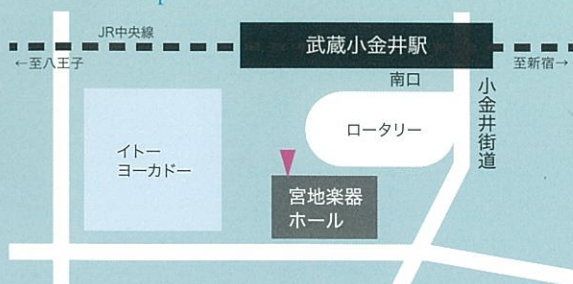 JR中央線
武蔵小金井駅
←至八王子
至新宿→
南口
小金井街道
ロータリー
イトー
ヨーカドー
宮地楽器
ホール